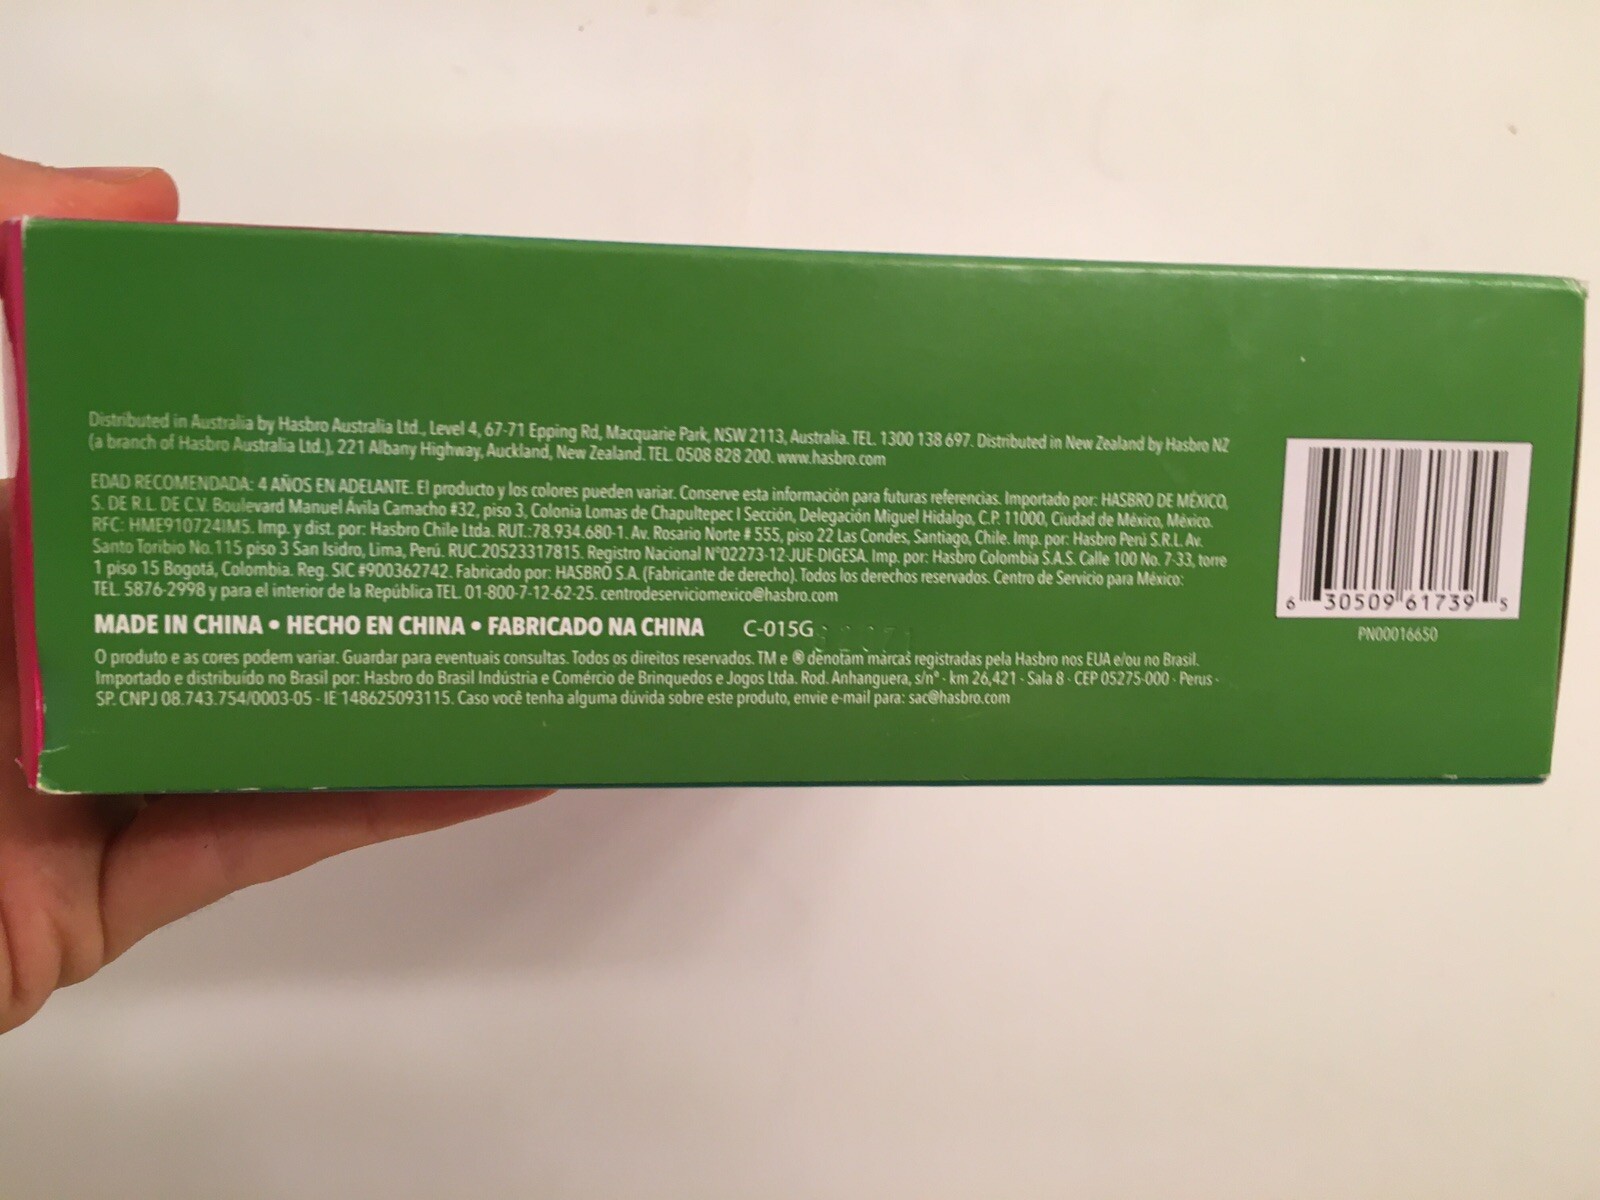 Distributed in Australia by Hasbro Australia Ltd., Level 4, 67-71 Epping Rd, Macquarie Park, NSW 2113, Australia. TEL. 1300 138 697. Distributed in New Zealand by Hasbro NZ
(a branch of Hasbro Australia Ltd.), 221 Albany Highway, Auckland, New Zealand. TEL. 0508 828 200. www.hasbro.com
EDAD RECOMENDADA: 4 AÑOS EN ADELANTE. El producto y los colores pueden variar. Conserve esta información para futuras referencias. Importado por: HASBRO DE MÉXICO,
S. DE R.L. DE C.V. Boulevard Manuel Ávila Camacho #32, piso 3, Colonia Lomas de Chapultepec I Sección, Delegación Miguel Hidalgo, C.P. 11000, Ciudad de México, México.
RFC: HME910724IM5. Imp. y dist. por: Hasbro Chile Ltda. RUT.:78.934.680-1. Av. Rosario Norte # 555, piso 22 Las Condes, Santiago, Chile. Imp. por: Hasbro Perú S.R.L. Av.
Santo Toribio No.115 piso 3 San Isidro, Lima, Perú. RUC.20523317815. Registro Nacional N°02273-12-JUE-DIGESA. Imp. por: Hasbro Colombia S.A.S. Calle 100 No. 7-33, torre
1 piso 15 Bogotá, Colombia. Reg. SIC #900362742. Fabricado por: HASBRO S.A. (Fabricante de derecho). Todos los derechos reservados. Centro de Servicio para México:
TEL. 5876-2998 y para el interior de la República TEL. 01-800-7-12-62-25. centrodeserviciomexico@hasbro.com
MADE IN CHINA • HECHO EN CHINA • FABRICADO NA CHINA C-015G
O produto e as cores podem variar. Guardar para eventuais consultas. Todos os direitos reservados. TM e ® denotam marcas registradas pela Hasbro nos EUA e/ou no Brasil.
Importado e distribuído no Brasil por: Hasbro do Brasil Indústria e Comércio de Brinquedos e Jogos Ltda. Rod. Anhanguera, s/nº - km 26,421 - Sala 8 - CEP 05275-000 - Perus -
SP. CNPJ 08.743.754/0003-05 - IE 148625093115. Caso você tenha alguma dúvida sobre este produto, envie e-mail para: sac@hasbro.com
6 30509 61739 5
PN00016650